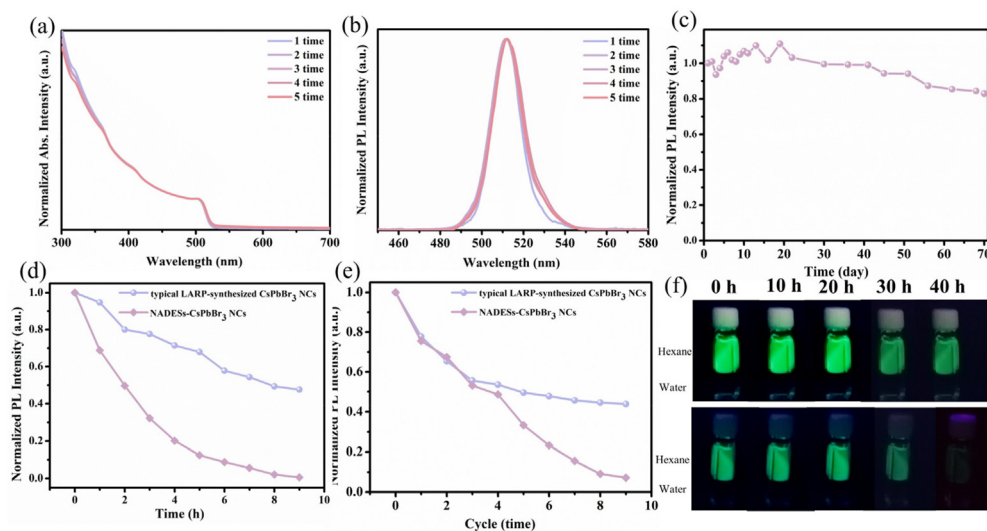 (a)
Normalized Abs. Intensity (a.u.)
1 time
2 time
3 time
4 time
5 time
300 400 500 600 700
Wavelength (nm)
(b)
Normalized PL Intensity (a.u.)
1 time
2 time
3 time
4 time
5 time
460 480 500 520 540 560 580
Wavelength (nm)
(c)
Normalized PL Intensity (a.u.)
1.2
1.0
0.8
0.6
0.4
0.2
0.0
0 10 20 30 40 50 60 70
Time (day)
(d)
Normalized PL Intensity (a.u.)
typical LARP-synthesized CsPbBr3 NCs
NADESs-CsPbBr3 NCs
1.0
0.8
0.6
0.4
0.2
0.0
0 2 4 6 8 10
Time (h)
(e)
Normalized PL Intensity (a.u.)
typical LARP-synthesized CsPbBr3 NCs
NADESs-CsPbBr3 NCs
1.0
0.8
0.6
0.4
0.2
0.0
0 2 4 6 8 10
Cycle (time)
(f)
0 h 10 h 20 h 30 h 40 h
Hexane
Water
Hexane
Water